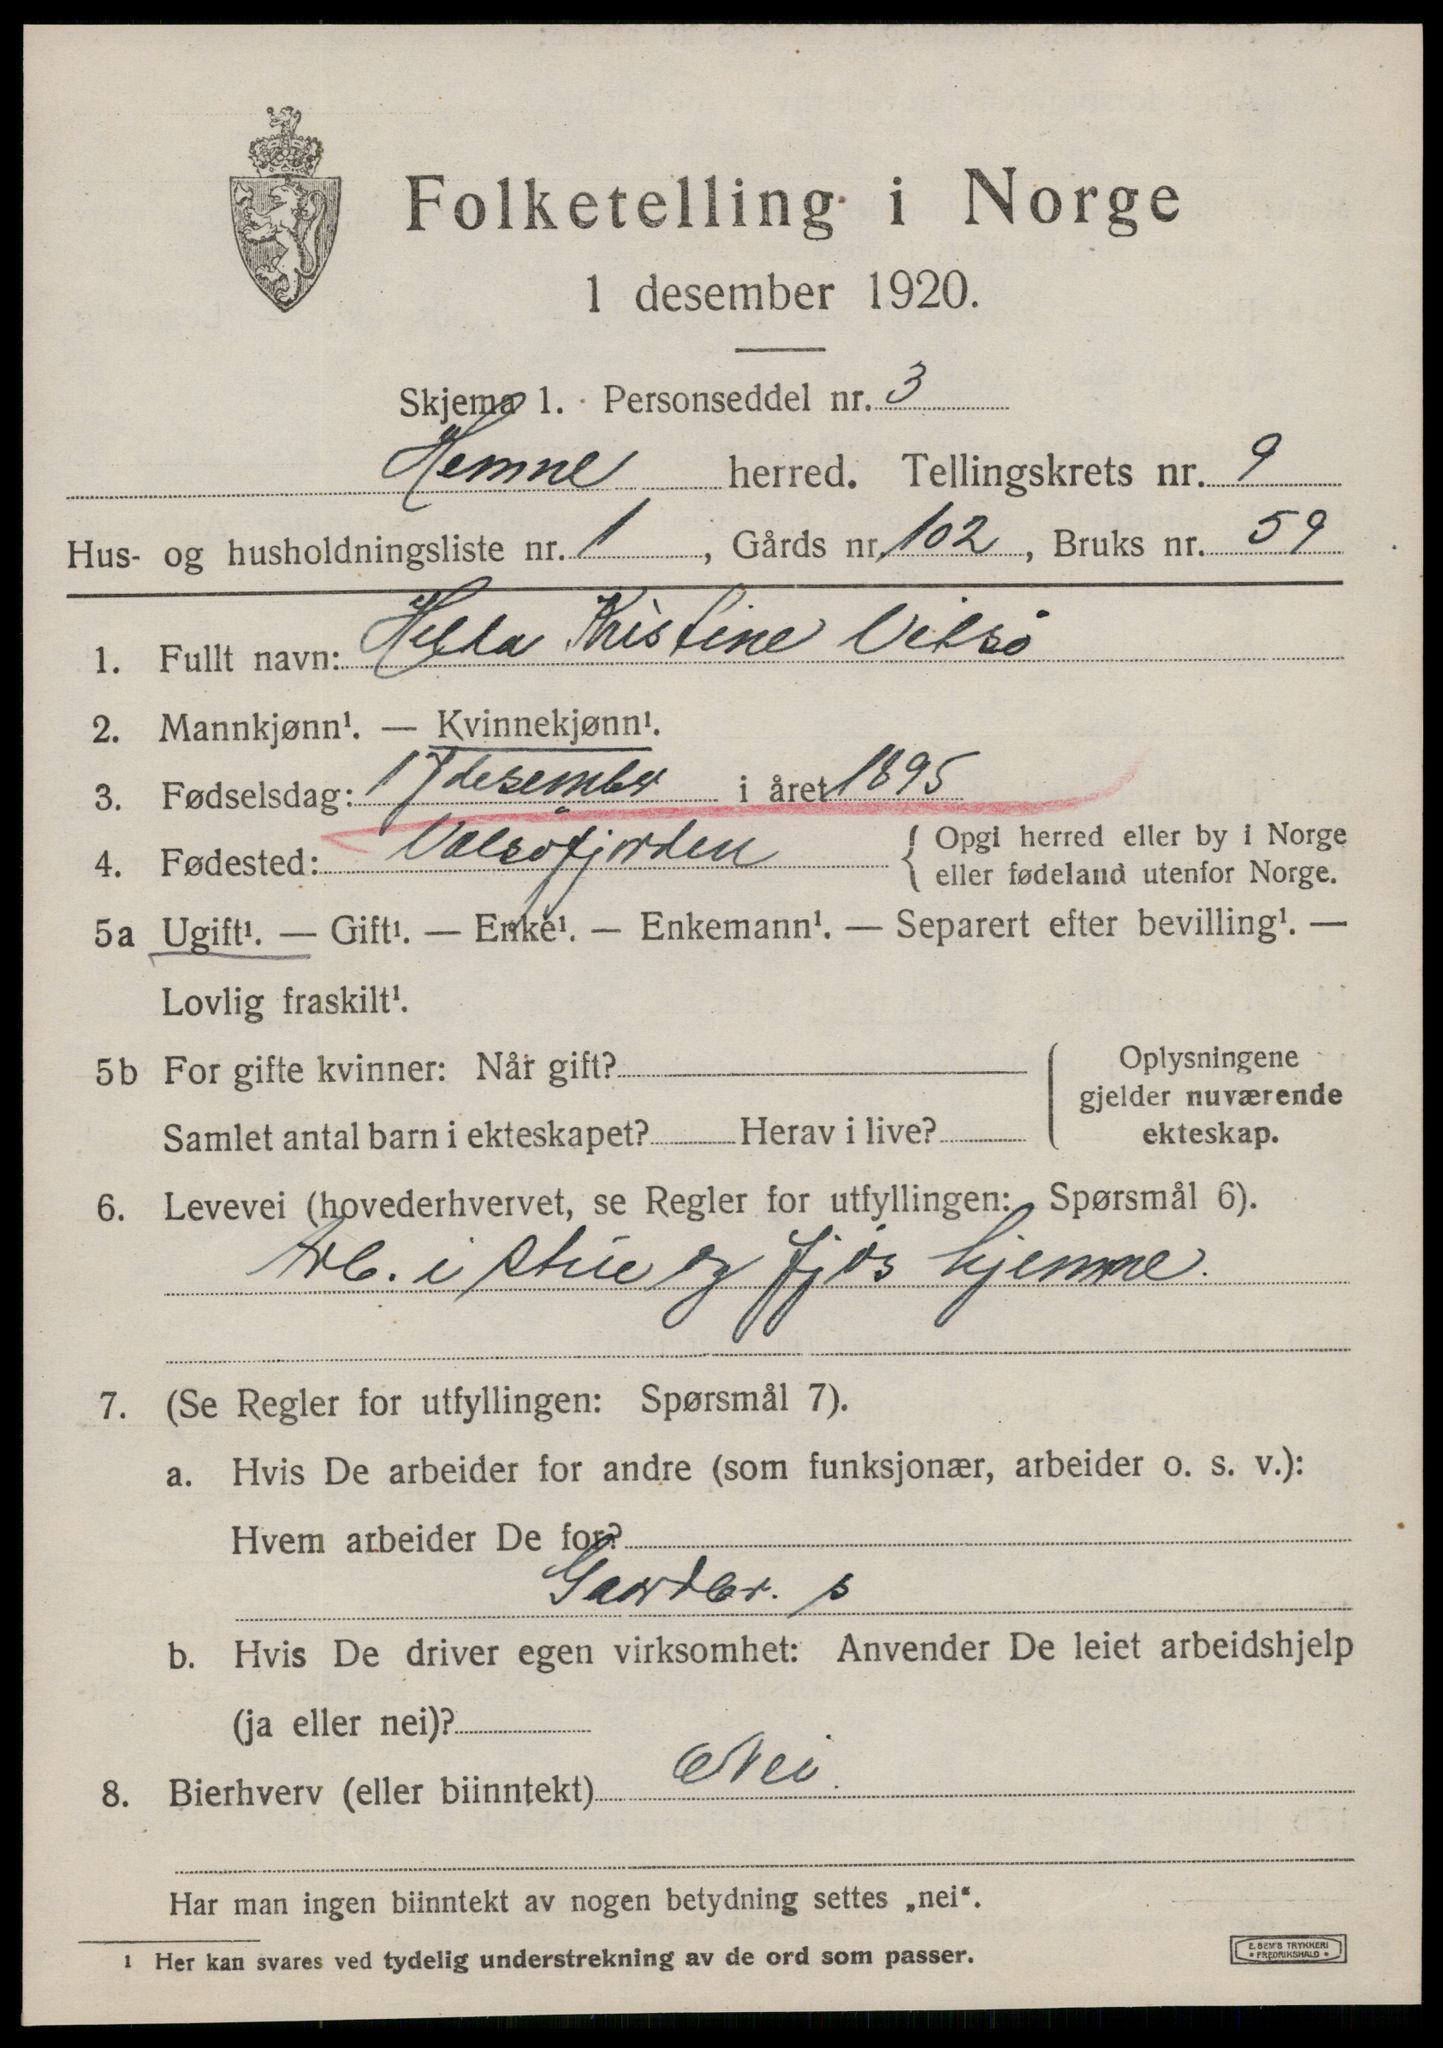 Folketelling i Norge
1 desember 1920.
Skjema 1. Personseddel nr. 3
Hemne herred. Tellingskrets nr. 9
Hus- og husholdningsliste nr. 1, Gårds nr. 102, Bruks nr. 59
1. Fullt navn: Kristine
2. Mannkjønn¹. — Kvinnekjønn¹.
3. Fødselsdag: 17 desember i året 1895
4. Fødested: Valsøfjorden { Opgi herred eller by i Norge
eller fødeland utenfor Norge.
5a Ugift¹. — Gift¹. — Enke¹. — Enkemann¹. — Separert efter bevilling¹. —
Lovlig fraskilt¹.
5b For gifte kvinner: Når gift? { Oplysningene
gjelder nuværende
Samlet antal barn i ekteskapet? Herav i live? ekteskap.
6. Levevei (hovederhvervet, se Regler for utfyllingen: Spørsmål 6).
Arb. i stue og fjøs hjemme.
7. (Se Regler for utfyllingen: Spørsmål 7).
a. Hvis De arbeider for andre (som funksjonær, arbeider o. s. v.):
Hvem arbeider De for?
Gardbr. s
b. Hvis De driver egen virksomhet: Anvender De leiet arbeidshjelp
(ja eller nei)?
8. Bierhverv (eller biinntekt) Nei.
Har man ingen biinntekt av nogen betydning settes „nei“.
¹ Her kan svares ved tydelig understrekning av de ord som passer.
E. SEM'S TRYKKERI
* FREDRIKSHALD *